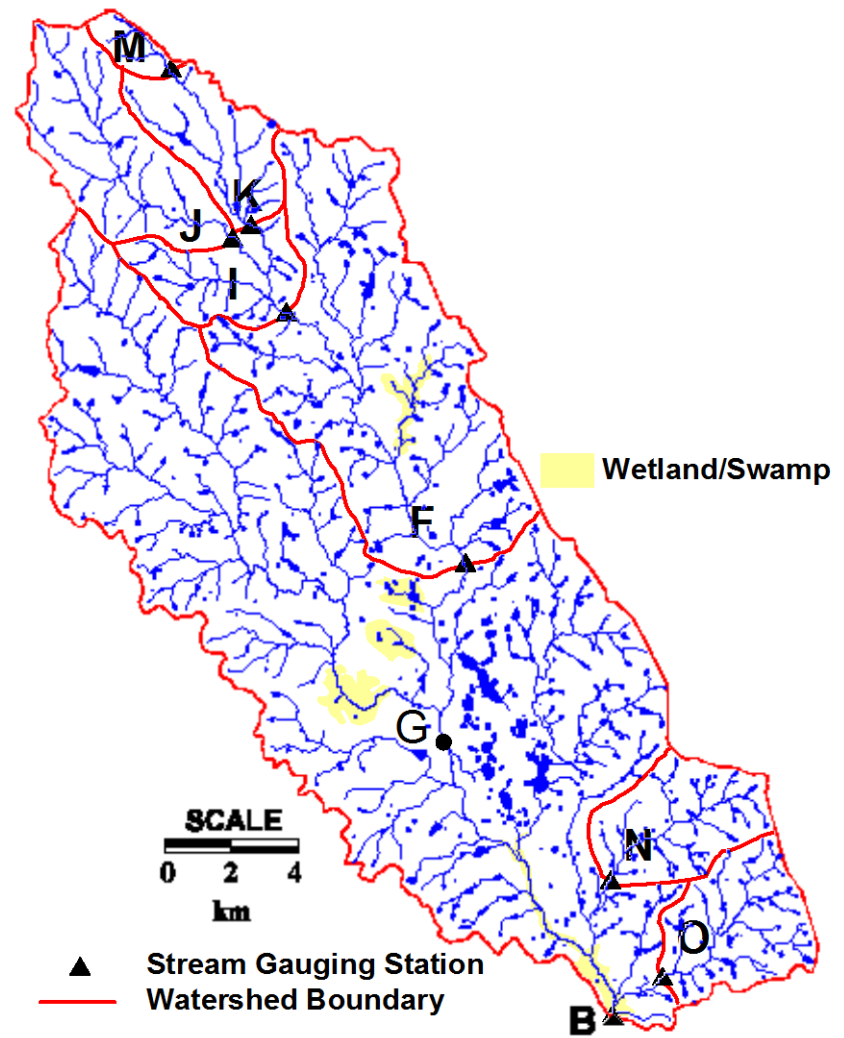 M
K
J
I
Wetland/Swamp
F
G
SCALE
0 2 4
km
N
O
Stream Gauging Station
Watershed Boundary
B